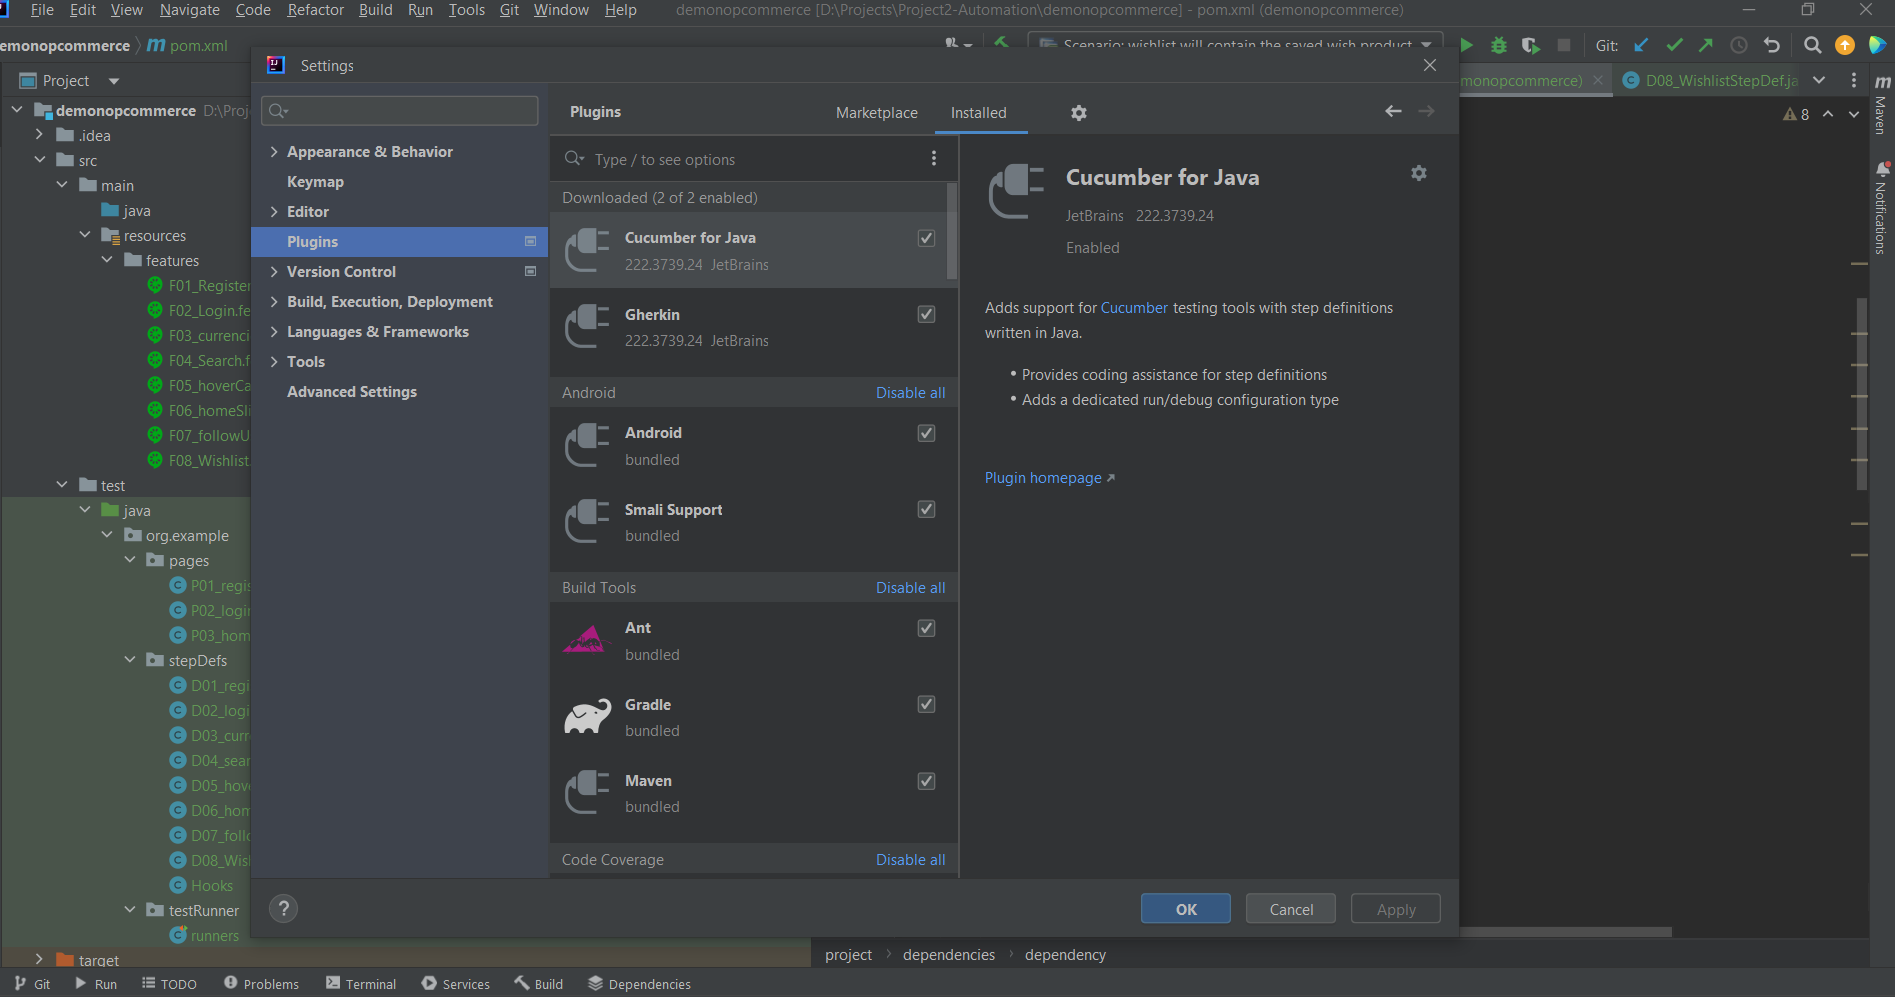 File Edit View Navigate Code Refactor Build Run Tools Git Window Help demonopcommerce [D:\Projects\Project2-Automation\demonopcommerce] - pom.xml (demonopcommerce)
emonopcommerce m pom.xml
Scenario: wishlist will contain the saved wish product
Git:
Project
Settings
monopcommerce)
D08_WishlistStepDef.ja
m
Maven
Notifications
8
demonopcommerce D:\Proj
.idea
src
main
java
resources
features
F01_Register
F02_Login.fe
F03_currenci
F04_Search.f
F05_hoverCa
F06_homeSli
F07_followU
F08_Wishlist.
test
java
org.example
pages
P01_regis
P02_login
P03_hom
stepDefs
D01_regi
D02_logi
D03_curr
D04_sear
D05_hove
D06_hom
D07_follo
D08_Wis
Hooks
testRunner
runners
target
Appearance & Behavior
Keymap
Editor
Plugins
Version Control
Build, Execution, Deployment
Languages & Frameworks
Tools
Advanced Settings
Plugins
Marketplace
Installed
Type / to see options
Downloaded (2 of 2 enabled)
Cucumber for Java
222.3739.24 JetBrains
Gherkin
222.3739.24 JetBrains
Android Disable all
Android
bundled
Smali Support
bundled
Build Tools Disable all
Ant
bundled
Gradle
bundled
Maven
bundled
Code Coverage Disable all
Cucumber for Java
JetBrains 222.3739.24
Enabled
Adds support for Cucumber testing tools with step definitions
written in Java.
• Provides coding assistance for step definitions
• Adds a dedicated run/debug configuration type
Plugin homepage
?
OK
Cancel
Apply
project dependencies dependency
Git Run TODO Problems Terminal Services Build Dependencies